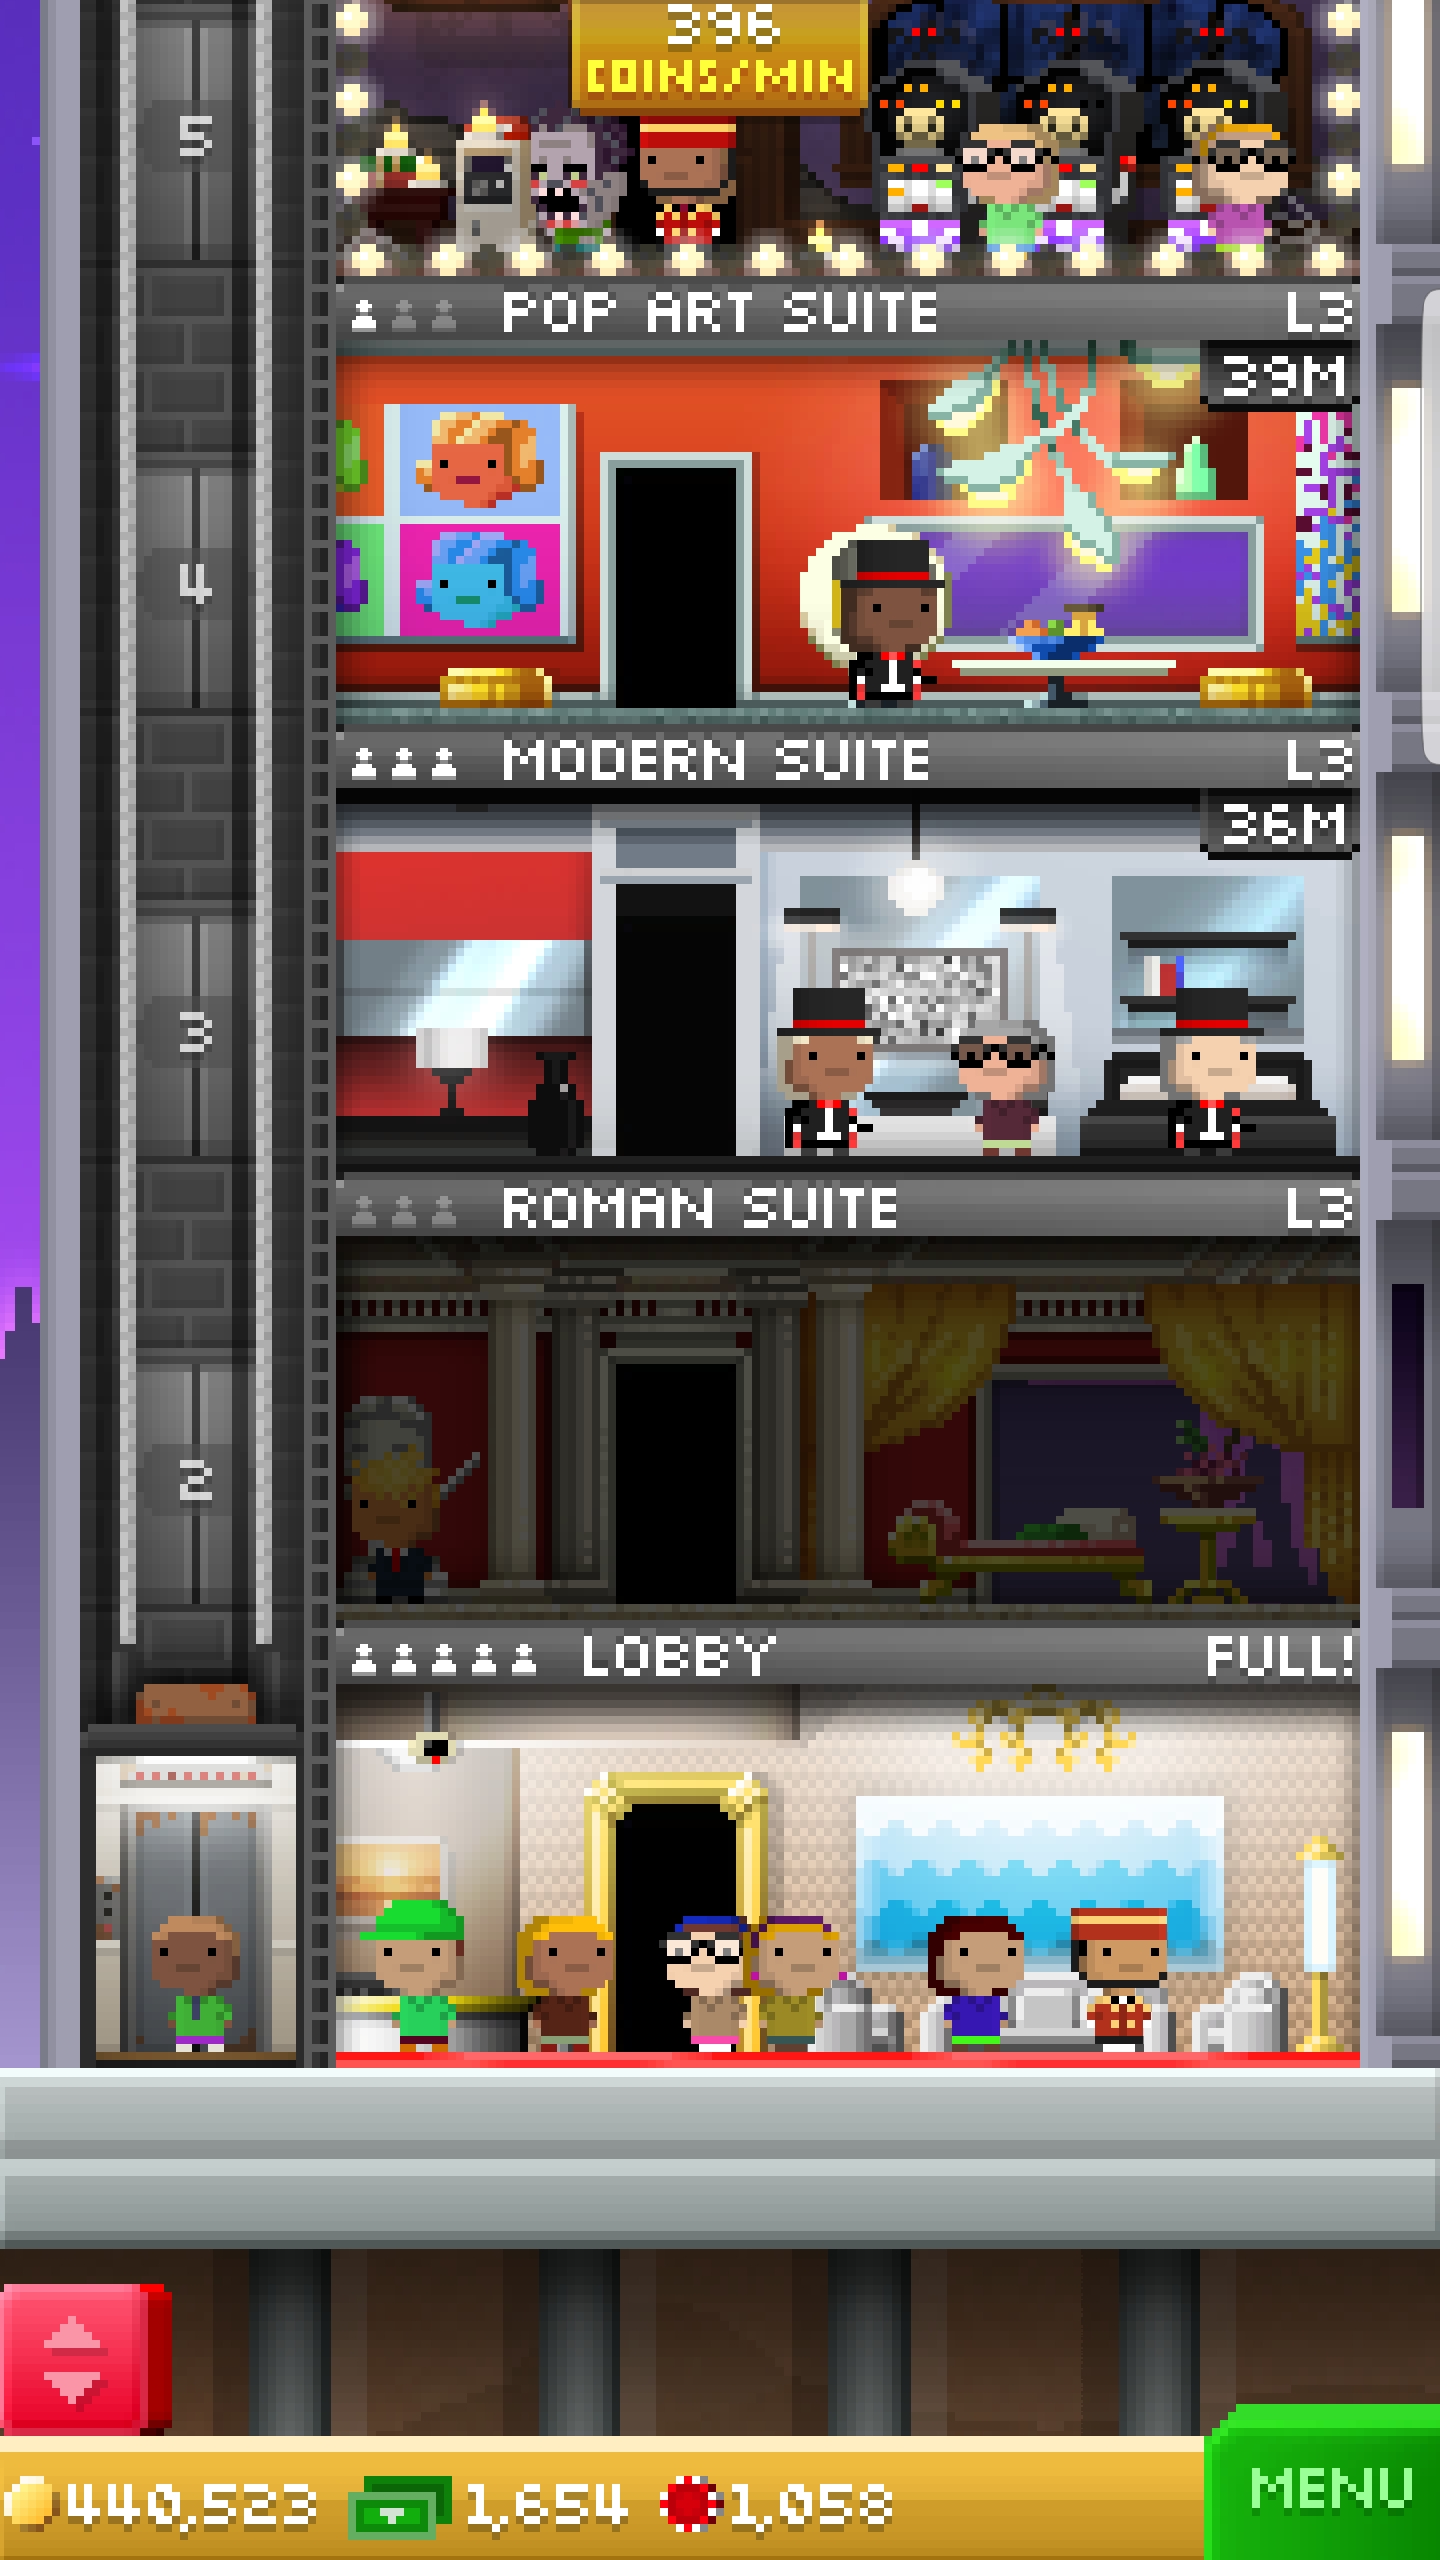 396
COINS/MIN
5
POP ART SUITE L3
39M
4
MODERN SUITE L3
36M
3
ROMAN SUITE L3
2
LOBBY FULL!
440,523 1,654 1,058
MENU